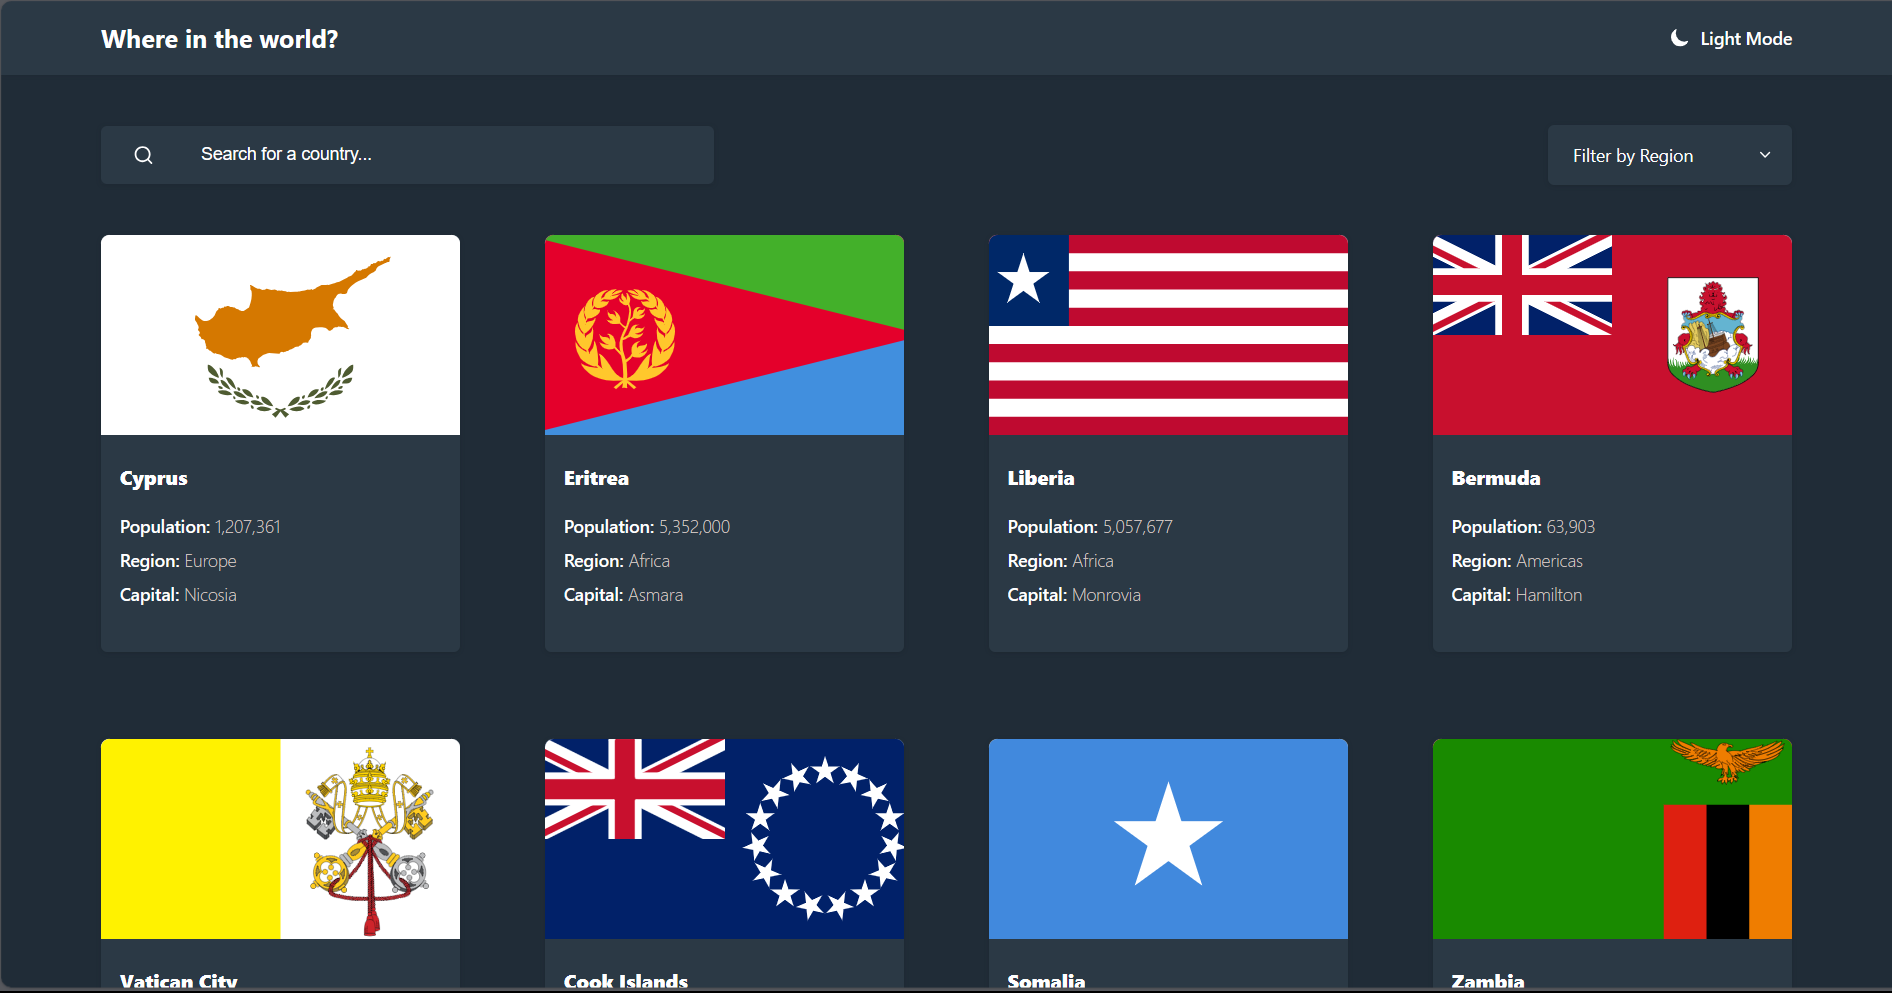 Where in the world?
Light Mode
Search for a country...
Filter by Region
Cyprus
Population: 1,207,361
Region: Europe
Capital: Nicosia
Eritrea
Population: 5,352,000
Region: Africa
Capital: Asmara
Liberia
Population: 5,057,677
Region: Africa
Capital: Monrovia
Bermuda
Population: 63,903
Region: Americas
Capital: Hamilton
Vatican City
Cook Islands
Somalia
Zambia